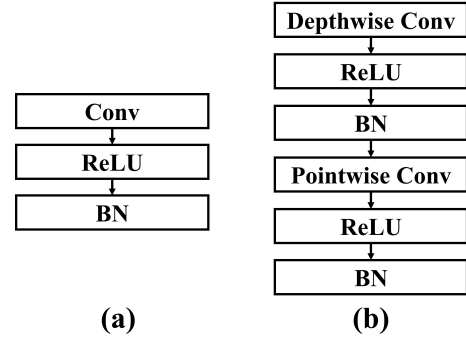 Conv
ReLU
BN
(a)
Depthwise Conv
ReLU
BN
Pointwise Conv
ReLU
BN
(b)